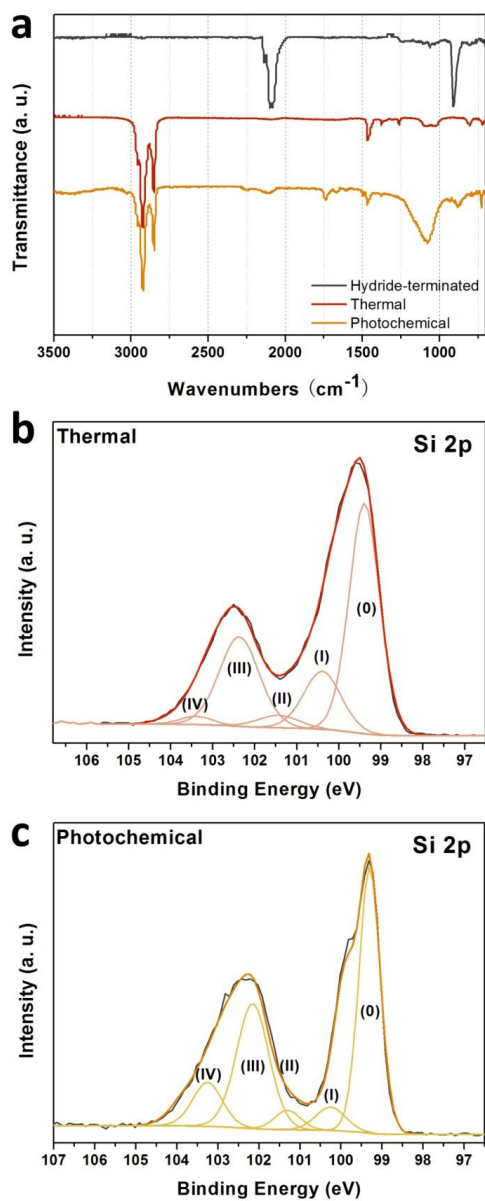 a
Transmittance (a. u.)
Hydride-terminated
Thermal
Photochemical
3500 3000 2500 2000 1500 1000
Wavenumbers (cm-1)
b
Thermal
Si 2p
Intensity (a. u.)
(0)
(I)
(II)
(III)
(IV)
106 105 104 103 102 101 100 99 98 97
Binding Energy (eV)
c
Photochemical
Si 2p
Intensity (a. u.)
(0)
(I)
(II)
(III)
(IV)
107 106 105 104 103 102 101 100 99 98 97
Binding Energy (eV)